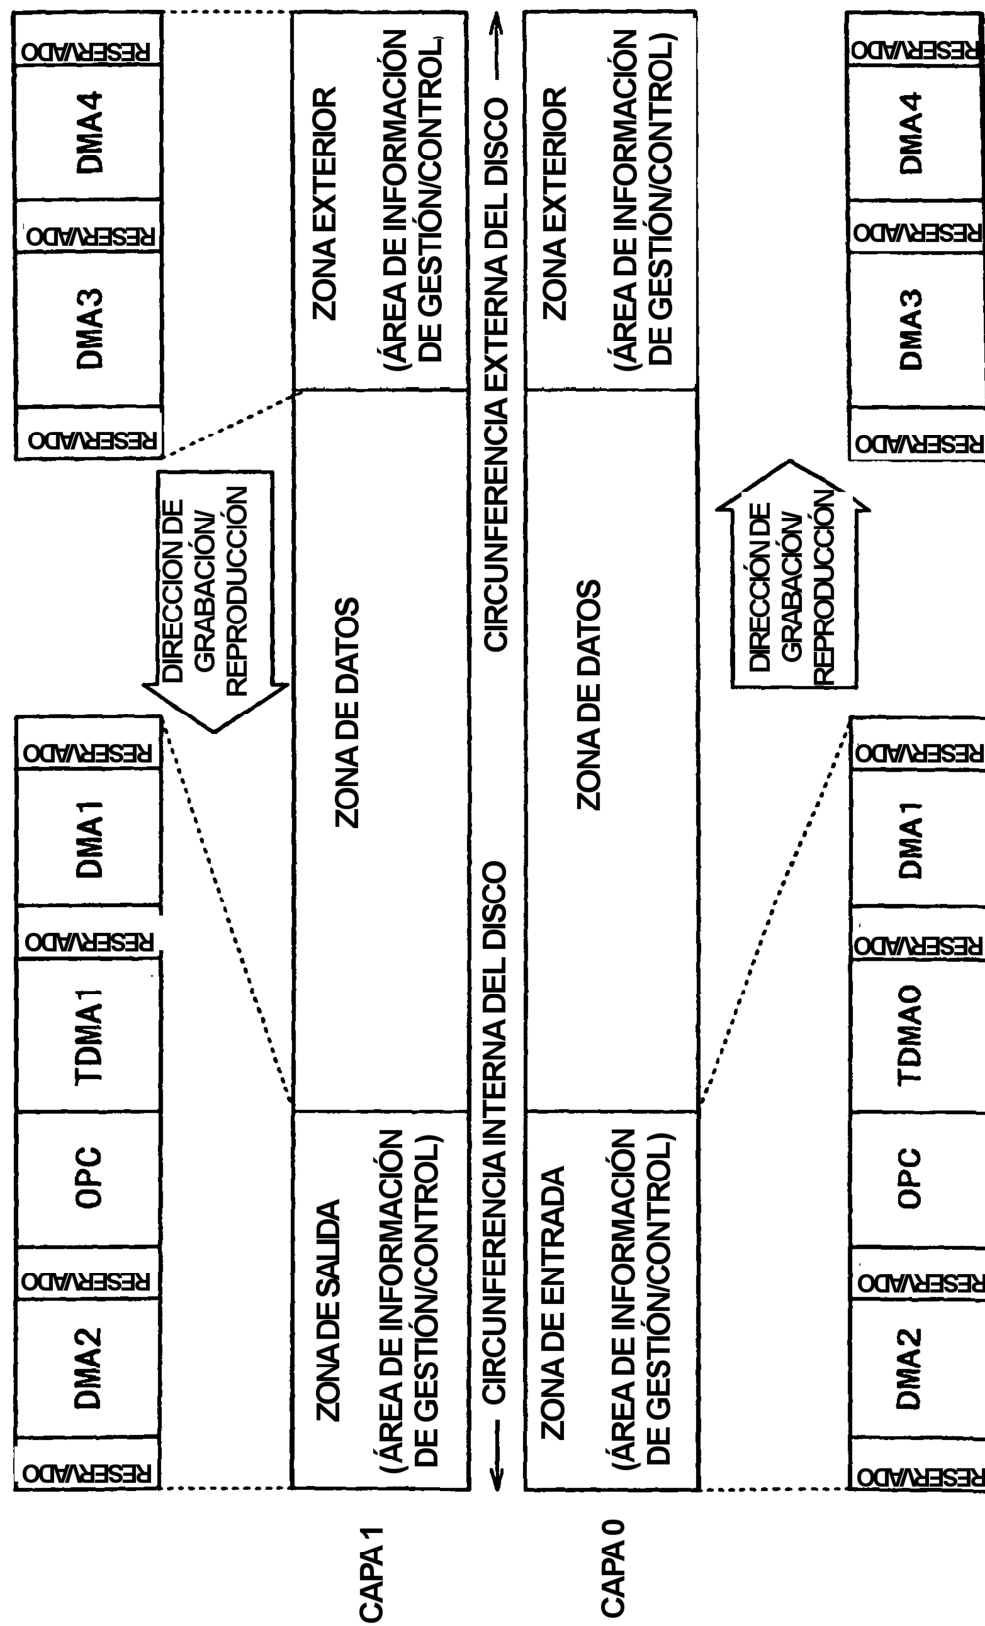 RESERVADO
DMA2
RESERVADO
OPC
TDMA1
RESERVADO
DMA1
RESERVADO
RESERVADO
DMA3
RESERVADO
DMA4
RESERVADO
DIRECCION DE
GRABACIÓN/
REPRODUCCIÓN
CAPA 1
ZONA DE SALIDA
(ÁREA DE INFORMACIÓN
DE GESTIÓN/CONTROL)
ZONA DE DATOS
ZONA EXTERIOR
(ÁREA DE INFORMACIÓN
DE GESTIÓN/CONTROL)
CIRCUNFERENCIA INTERNA DEL DISCO
CIRCUNFERENCIA EXTERNA DEL DISCO
CAPA 0
ZONA DE ENTRADA
(ÁREA DE INFORMACIÓN
DE GESTIÓN/CONTROL)
ZONA DE DATOS
ZONA EXTERIOR
(ÁREA DE INFORMACIÓN
DE GESTIÓN/CONTROL)
DIRECCIÓN DE
GRABACIÓN/
REPRODUCCIÓN
RESERVADO
DMA2
RESERVADO
OPC
TDMA0
RESERVADO
DMA1
RESERVADO
RESERVADO
DMA3
RESERVADO
DMA4
RESERVADO